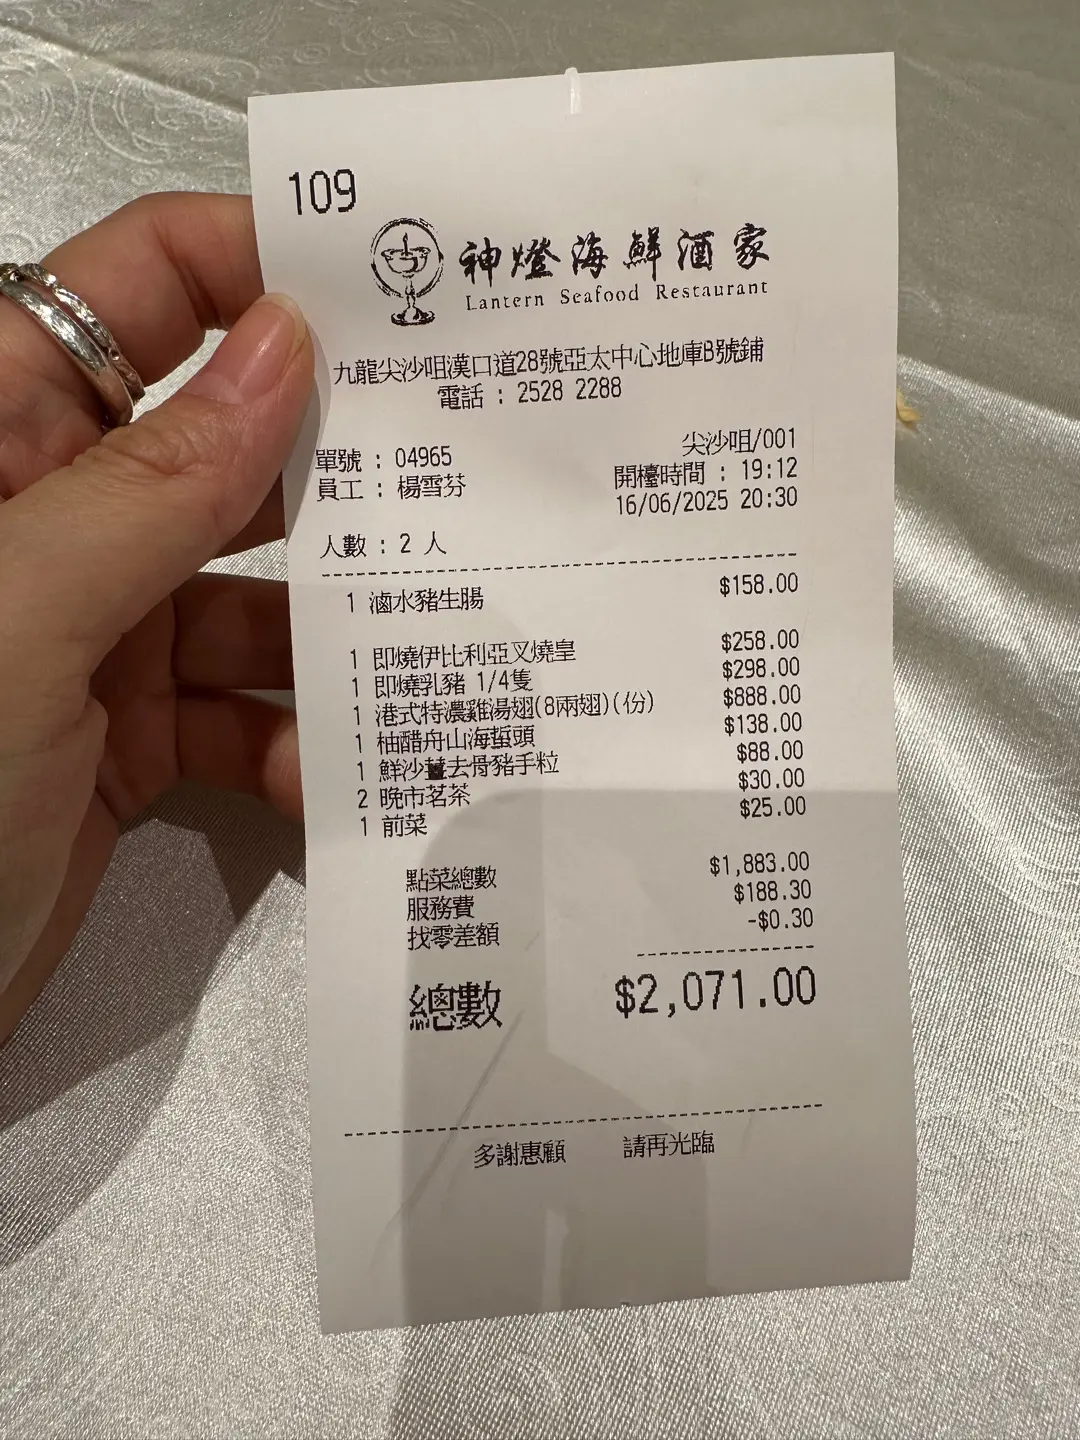 109
神燈海鮮酒家
Lantern Seafood Restaurant
九龍尖沙咀漢口道28號亞太中心地庫B號鋪
電話 : 2528 2288
尖沙咀/001
單號 : 04965
開檯時間 : 19:12
員工 : 楊雪芬
16/06/2025 20:30
人數 : 2 人
1 滷水豬生腸 $158.00
1 即燒伊比利亞叉燒皇 $258.00
1 即燒乳豬 1/4隻 $298.00
1 港式特濃雞湯翅(8兩翅)(份) $888.00
1 柚醋舟山海蜇頭 $138.00
1 鮮沙薑去骨豬手粒 $88.00
2 晚市茗茶 $30.00
1 前菜 $25.00
點菜總數 $1,883.00
服務費 $188.30
找零差額 -$0.30
總數 $2,071.00
多謝惠顧 請再光臨